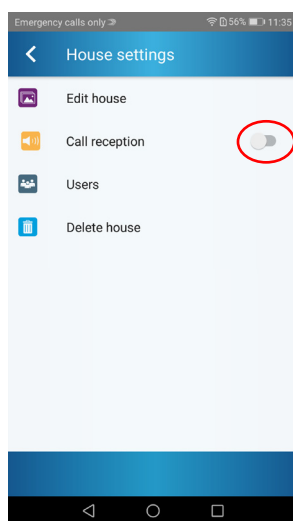 Emergency calls only 56% 11:35
House settings
Edit house
Call reception
Users
Delete house